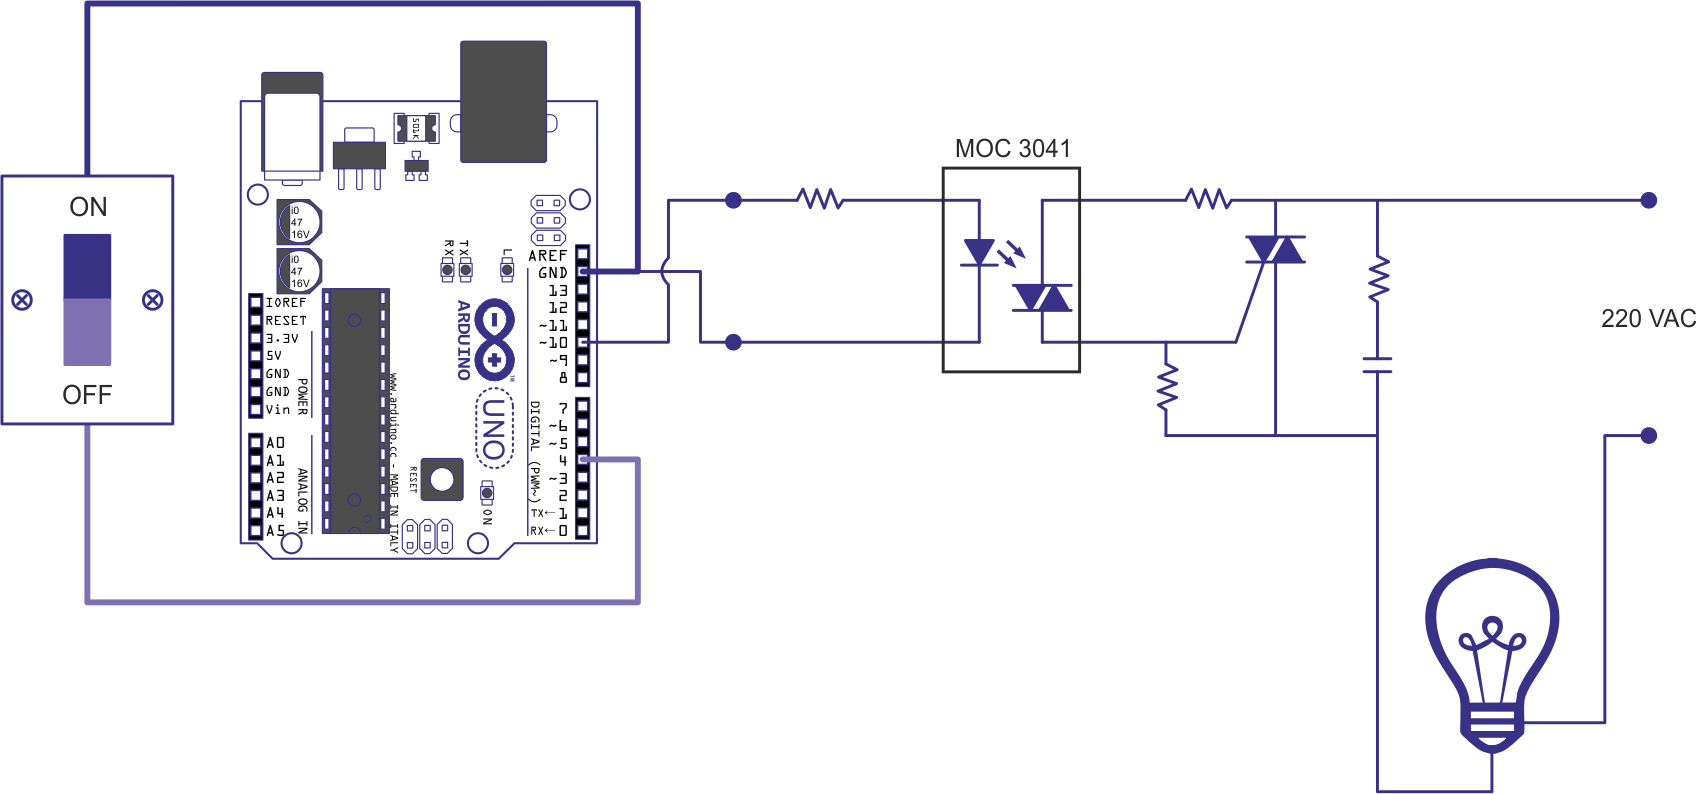 ON
OFF
501K
i0
47
16V
i0
47
16V
RX
TX
L
AREF
GND
13
12
~11
~10
~9
8
7
~6
~5
4
~3
2
TX← 1
RX← 0
IOREF
RESET
3.3V
5V
GND
GND
Vin
POWER
A0
A1
A2
A3
A4
A5
ANALOG IN
www.arduino.cc - MADE IN ITALY
ARDUINO
TM
UNO
DIGITAL (PWM~)
RESET
ON
MOC 3041
220 VAC